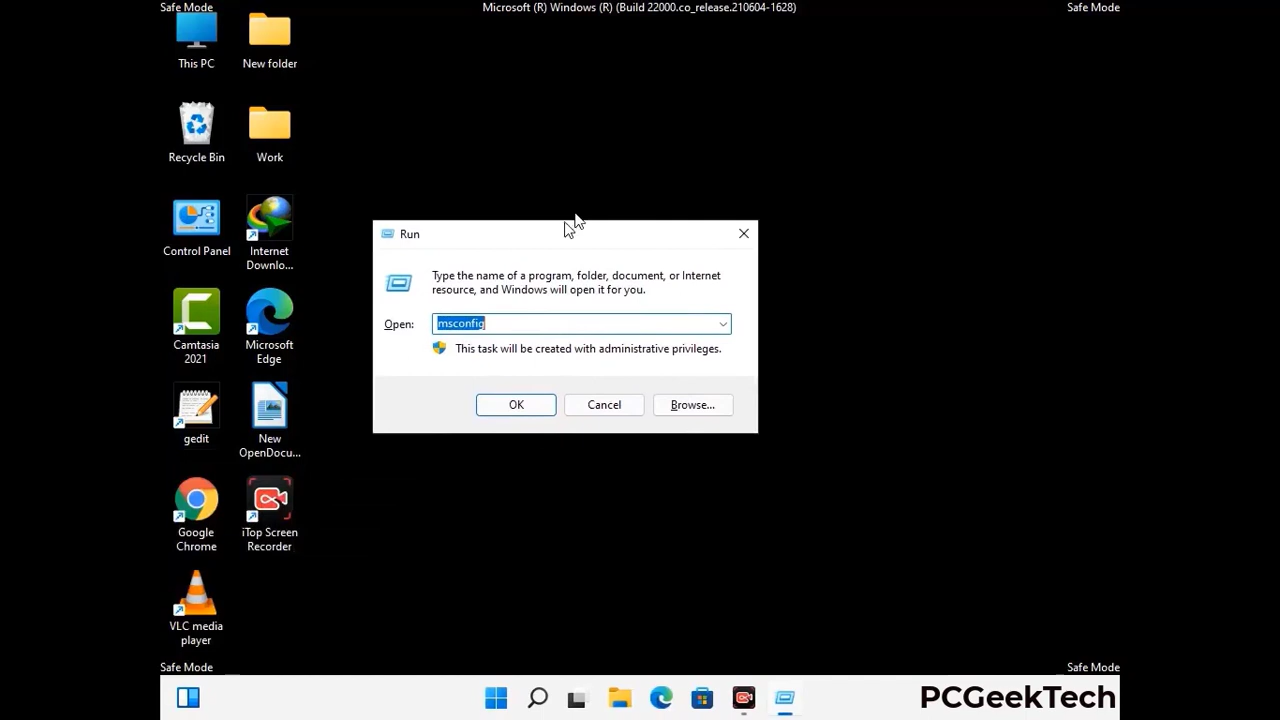 Safe Mode
Microsoft (R) Windows (R) (Build 22000.co_release.210604-1628)
Safe Mode
This PC
New folder
Recycle Bin
Work
Control Panel
Internet
Downlo...
Camtasia
2021
Microsoft
Edge
gedit
New
OpenDocu...
Google
Chrome
iTop Screen
Recorder
VLC media
player
Run
Type the name of a program, folder, document, or Internet
resource, and Windows will open it for you.
Open:
msconfig
This task will be created with administrative privileges.
OK
Cancel
Browse...
Safe Mode
Safe Mode
PCGeekTech